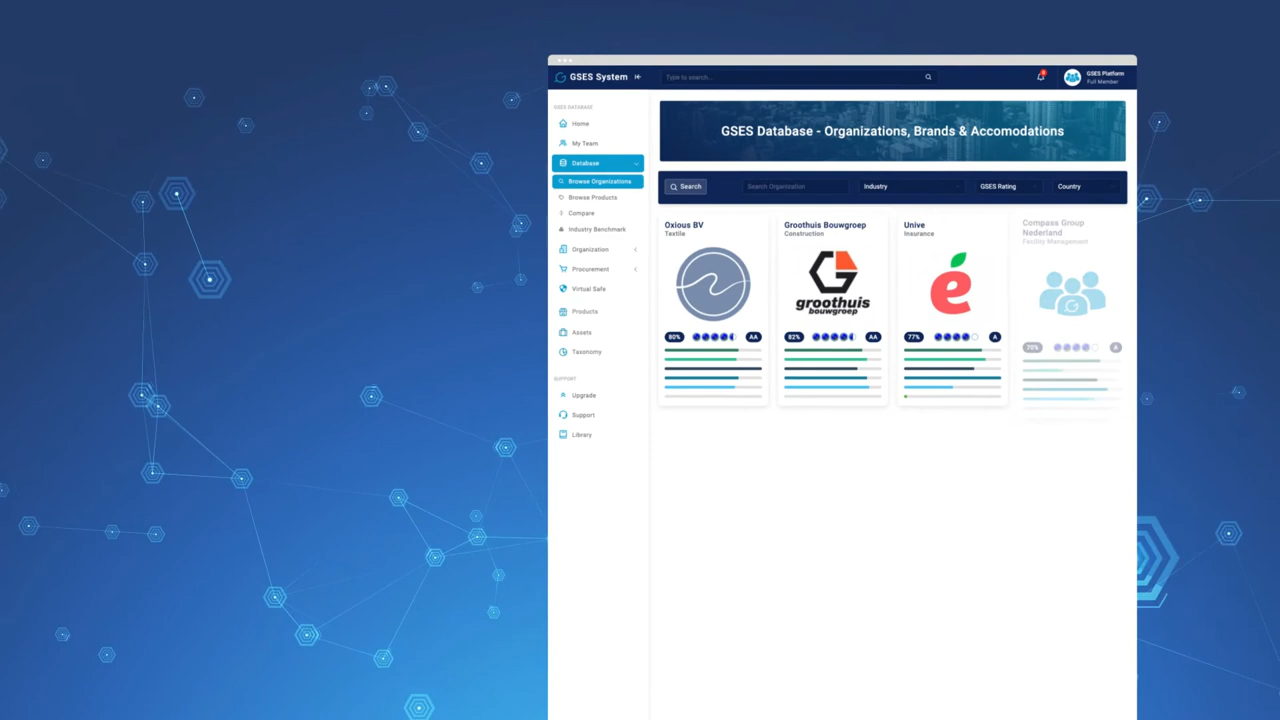 GSES System
Type to search...
GSES Platform
Full Member
GSES DATABASE
Home
My Team
Database
Browse Organizations
Browse Products
Compare
Industry Benchmark
Organization
Procurement
Virtual Safe
Products
Assets
Taxonomy
SUPPORT
Upgrade
Support
Library
GSES Database - Organizations, Brands & Accomodations
Search
Search Organization
Industry
GSES Rating
Country
Oxious BV
Textile
80%
AA
Groothuis Bouwgroep
Construction
groothuis
bouwgroep
82%
AA
Unive
Insurance
e
77%
A
Compass Group
Nederland
Facility Management
70%
A